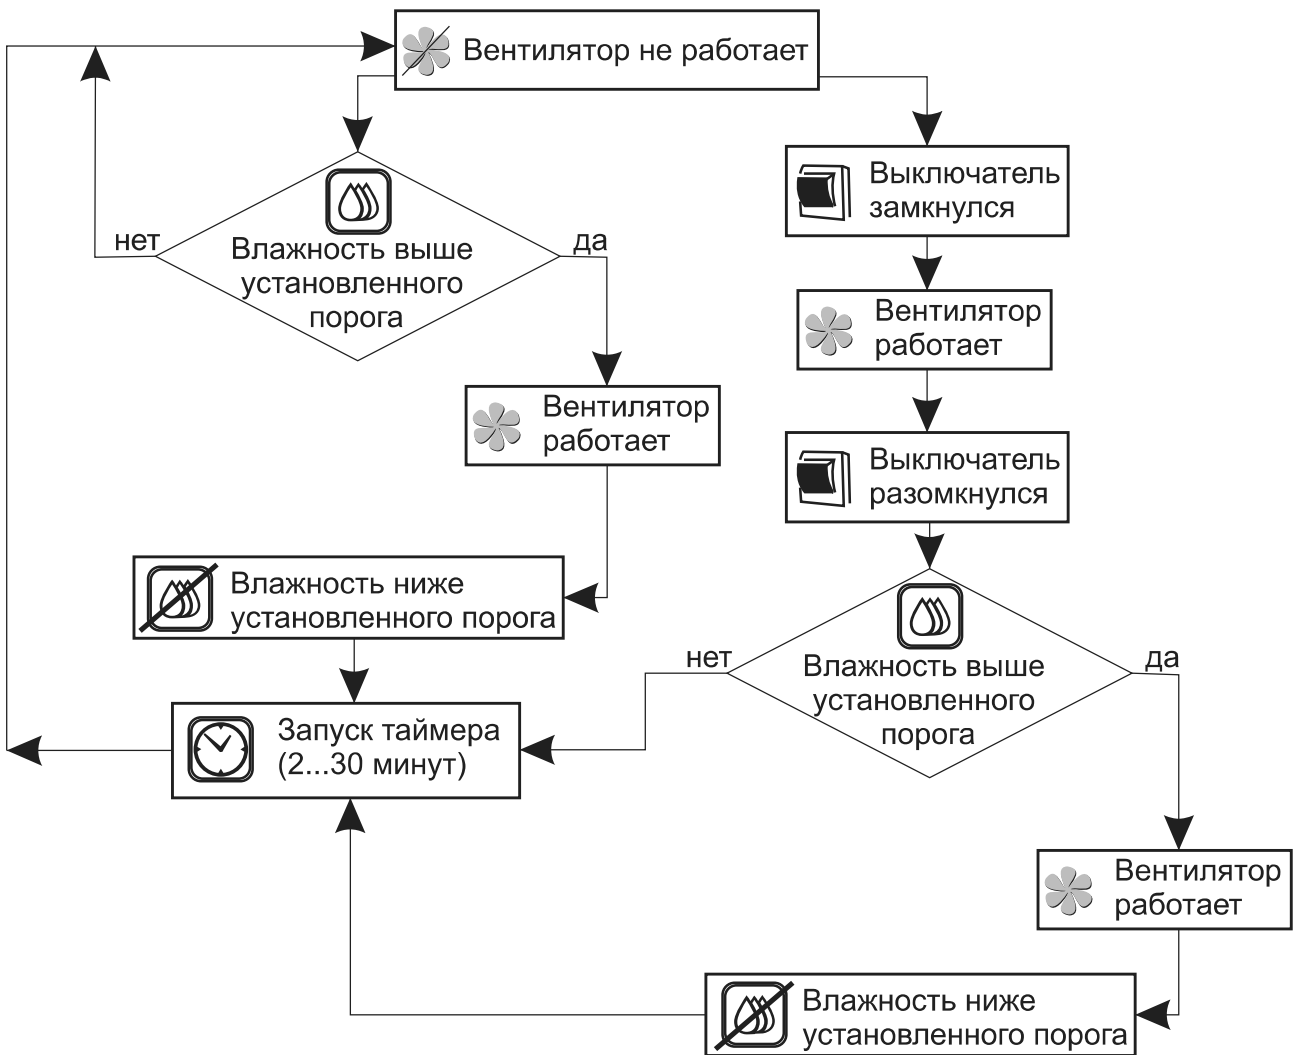 Вентилятор не работает
Выключатель
замкнулся
нет
да
Влажность выше
установленного
порога
Вентилятор
работает
Вентилятор
работает
Выключатель
разомкнулся
Влажность ниже
установленного порога
нет
да
Влажность выше
установленного
порога
Запуск таймера
(2...30 минут)
Вентилятор
работает
Влажность ниже
установленного порога